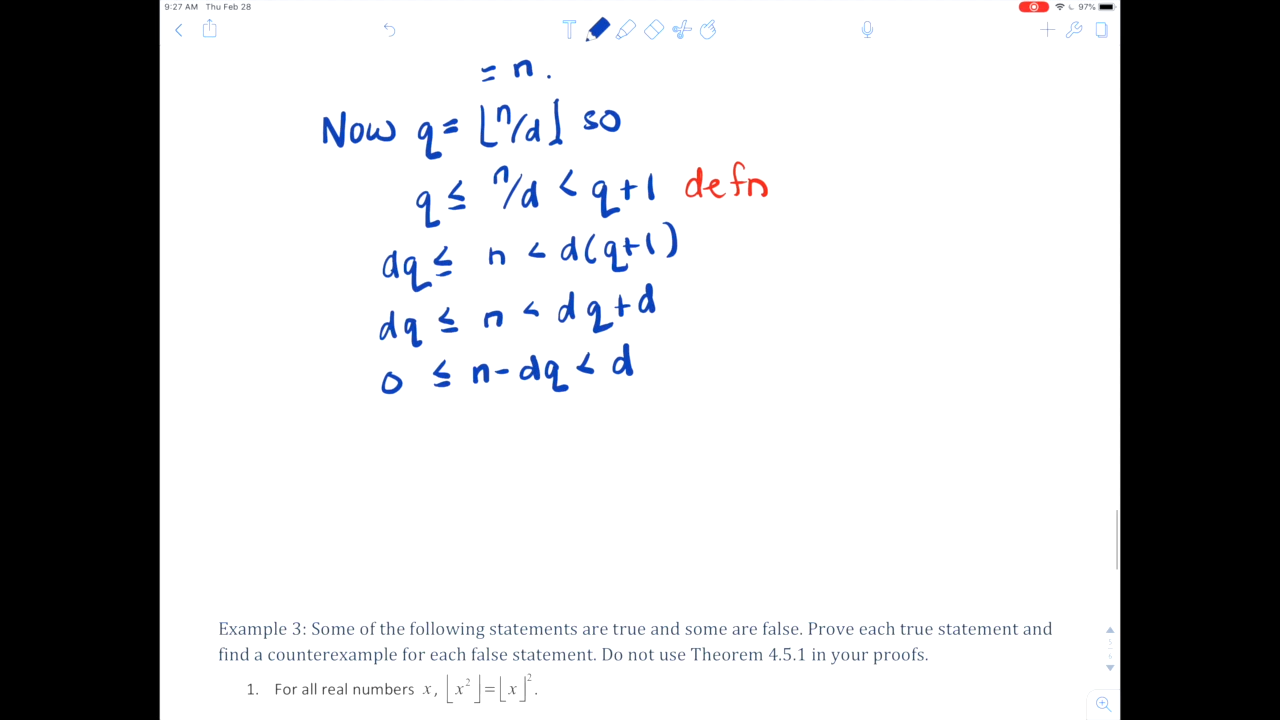 9:27 AM Thu Feb 28 97%
= n.
Now q = ⌊n/d⌋ so
q ≤ n/d < q+1 defn
dq ≤ n < d(q+1)
dq ≤ n < dq+d
0 ≤ n-dq < d
Example 3: Some of the following statements are true and some are false. Prove each true statement and
find a counterexample for each false statement. Do not use Theorem 4.5.1 in your proofs.
1. For all real numbers x, ⌊x²⌋=⌊x⌋².